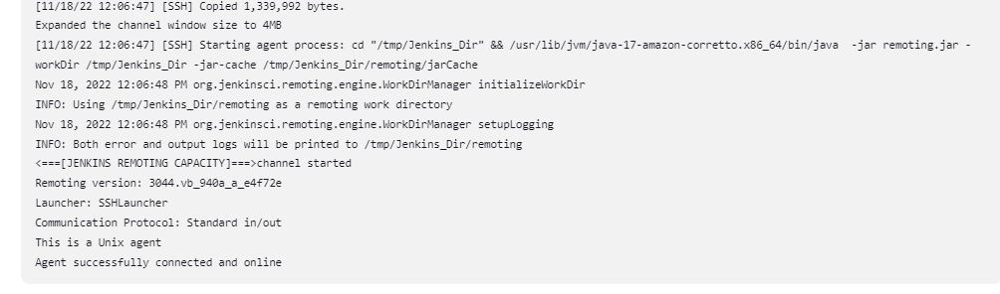 [11/18/22 12:06:47] [SSH] Copied 1,339,992 bytes.
Expanded the channel window size to 4MB
[11/18/22 12:06:47] [SSH] Starting agent process: cd "/tmp/Jenkins_Dir" && /usr/lib/jvm/java-17-amazon-corretto.x86_64/bin/java  -jar remoting.jar -
workDir /tmp/Jenkins_Dir -jar-cache /tmp/Jenkins_Dir/remoting/jarCache
Nov 18, 2022 12:06:48 PM org.jenkinsci.remoting.engine.WorkDirManager initializeWorkDir
INFO: Using /tmp/Jenkins_Dir/remoting as a remoting work directory
Nov 18, 2022 12:06:48 PM org.jenkinsci.remoting.engine.WorkDirManager setupLogging
INFO: Both error and output logs will be printed to /tmp/Jenkins_Dir/remoting
<===[JENKINS REMOTING CAPACITY]===>channel started
Remoting version: 3044.vb_940a_a_e4f72e
Launcher: SSHLauncher
Communication Protocol: Standard in/out
This is a Unix agent
Agent successfully connected and online